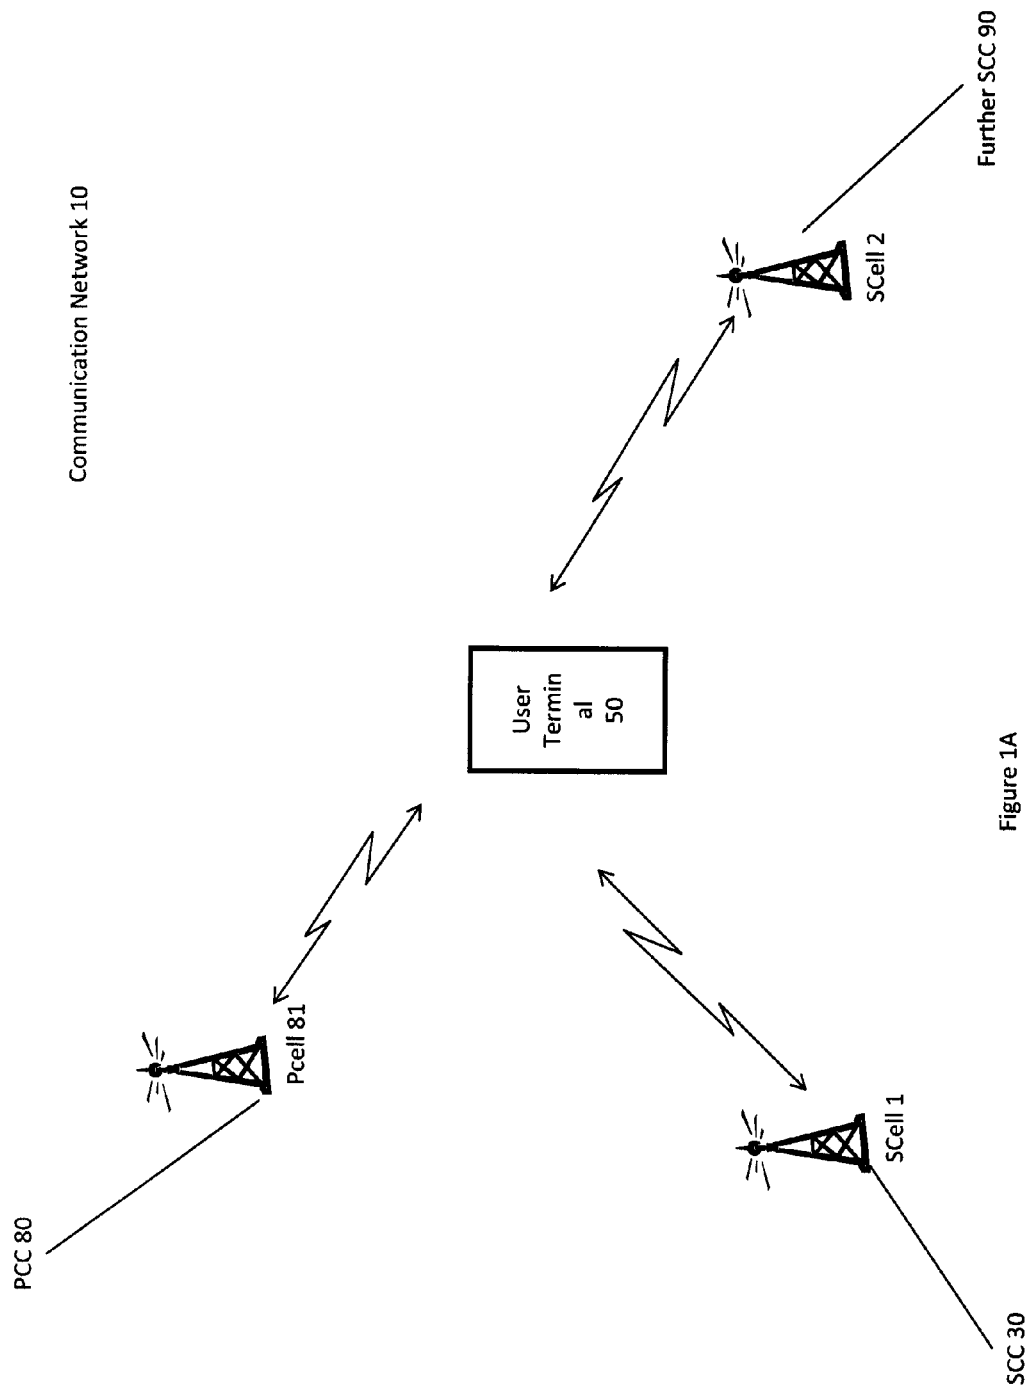 Communication Network 10
PCC 80
Pcell 81
User
Termin
al
50
SCell 2
SCell 1
Further SCC 90
SCC 30
Figure 1A